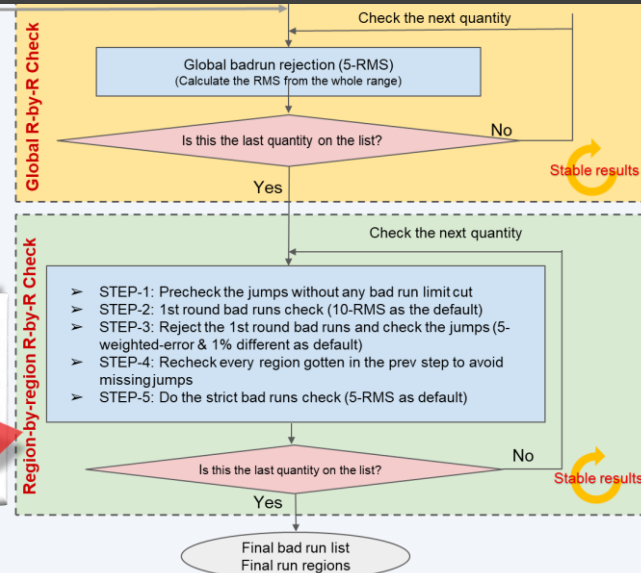 Global R-by-R Check
Check the next quantity
Global badrun rejection (5-RMS)
(Calculate the RMS from the whole range)
Is this the last quantity on the list?
No
Stable results
Yes
Region-by-region R-by-R Check
Check the next quantity
➢ STEP-1: Precheck the jumps without any bad run limit cut
➢ STEP-2: 1st round bad runs check (10-RMS as the default)
➢ STEP-3: Reject the 1st round bad runs and check the jumps (5-
weighted-error & 1% different as default)
➢ STEP-4: Recheck every region gotten in the prev step to avoid
missing jumps
➢ STEP-5: Do the strict bad runs check (5-RMS as default)
Is this the last quantity on the list?
No
Stable results
Yes
Final bad run list
Final run regions